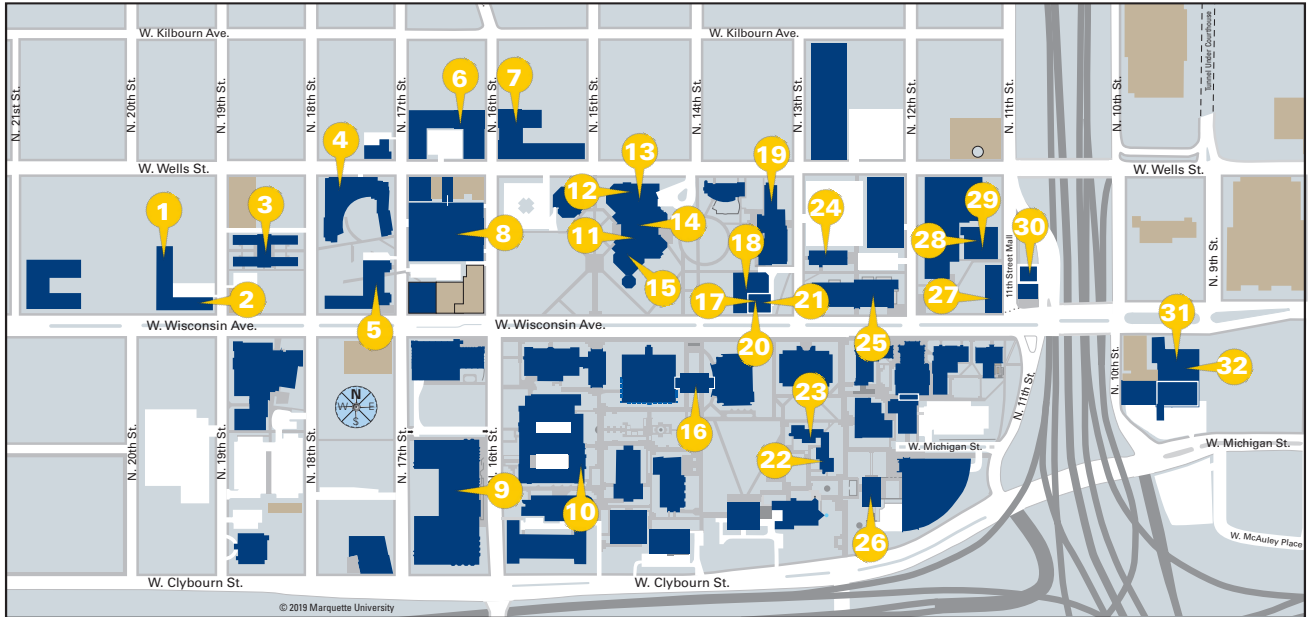 W. Kilbourn Ave.
W. Kilbourn Ave.
Tunnel Under Courthouse
N. 21st St.
N. 20th St.
N. 19th St.
N. 18th St.
N. 17th St.
N. 16th St.
N. 15th St.
N. 14th St.
N. 13th St.
N. 12th St.
N. 11th St.
N. 10th St.
6
7
4
13
19
W. Wells St.
W. Wells St.
1
3
12
14
8
11
18
24
29
28
30
N. 9th St.
11th Street Mall
15
2
5
17
21
27
20
25
31
32
W. Wisconsin Ave.
W. Wisconsin Ave.
N
W
E
S
16
23
22
N. 10th St.
N. 11th St.
W. Michigan St.
W. Michigan St.
N. 20th St.
N. 19th St.
N. 18th St.
N. 17th St.
N. 16th St.
9
10
26
W. McAuley Place
W. Clybourn St.
W. Clybourn St.
© 2019 Marquette University